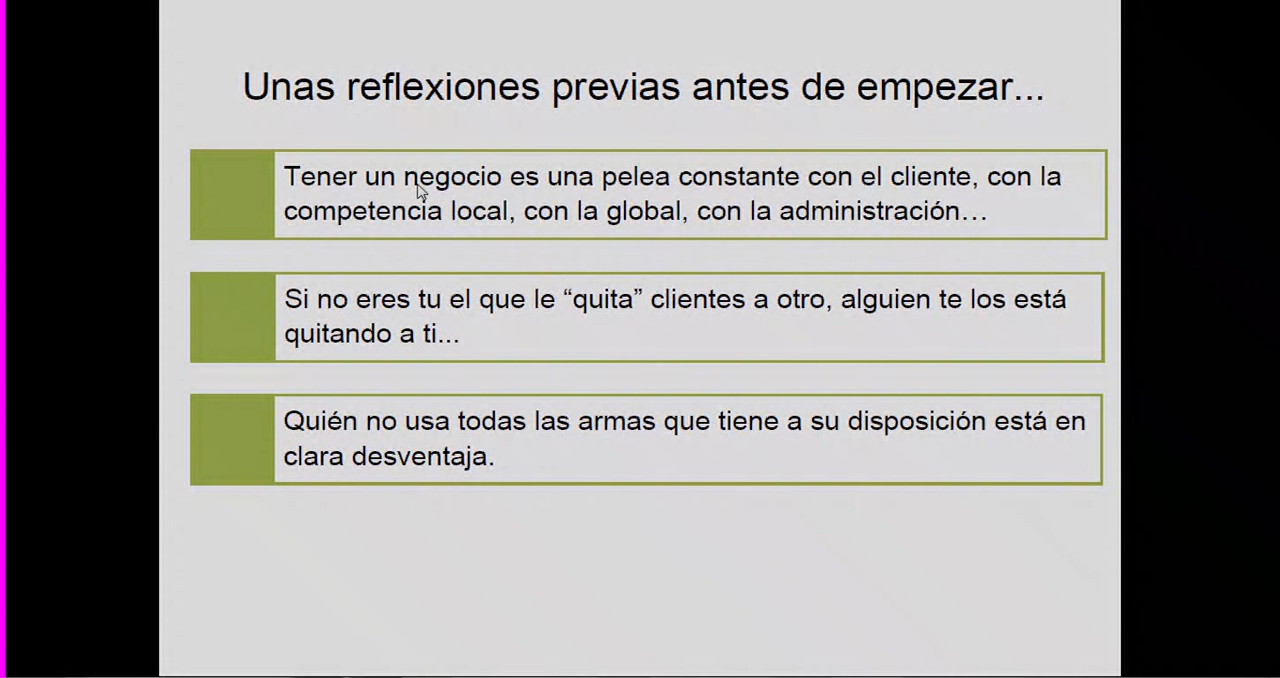 Unas reflexiones previas antes de empezar...
Tener un negocio es una pelea constante con el cliente, con la
competencia local, con la global, con la administración…
Si no eres tu el que le “quita” clientes a otro, alguien te los está
quitando a ti...
Quién no usa todas las armas que tiene a su disposición está en
clara desventaja.